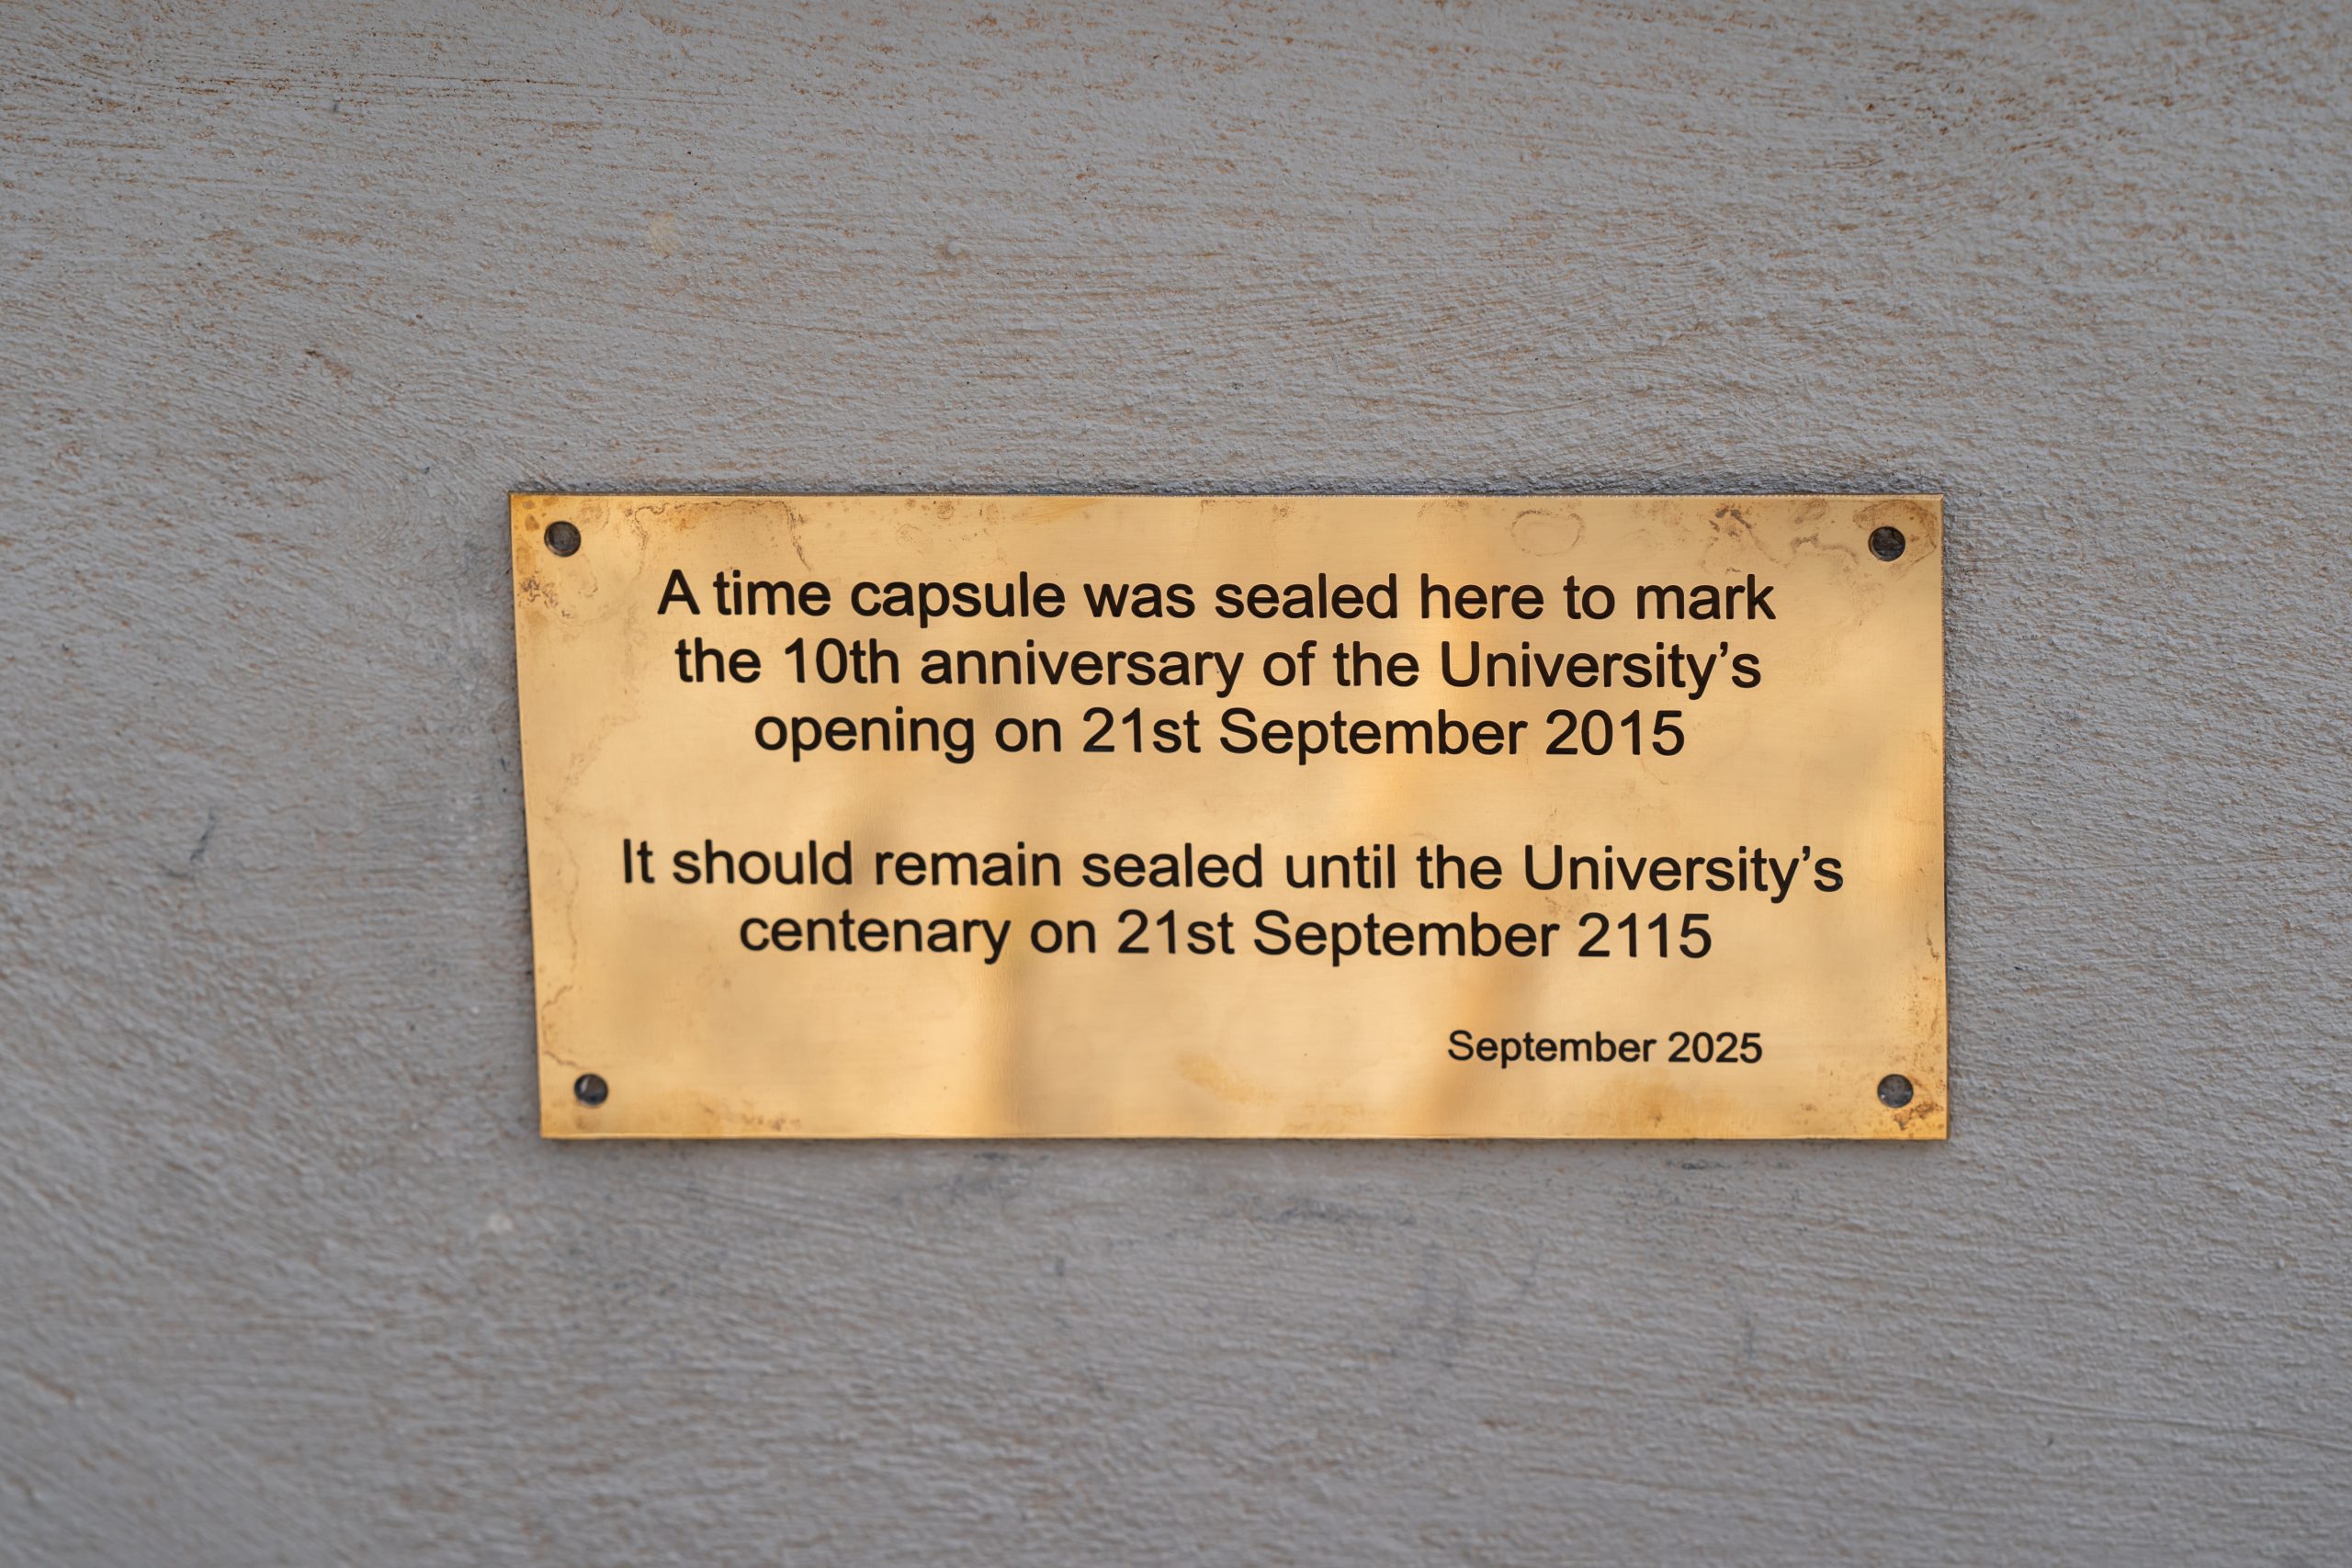 A time capsule was sealed here to mark
the 10th anniversary of the University’s
opening on 21st September 2015
It should remain sealed until the University’s
centenary on 21st September 2115
September 2025